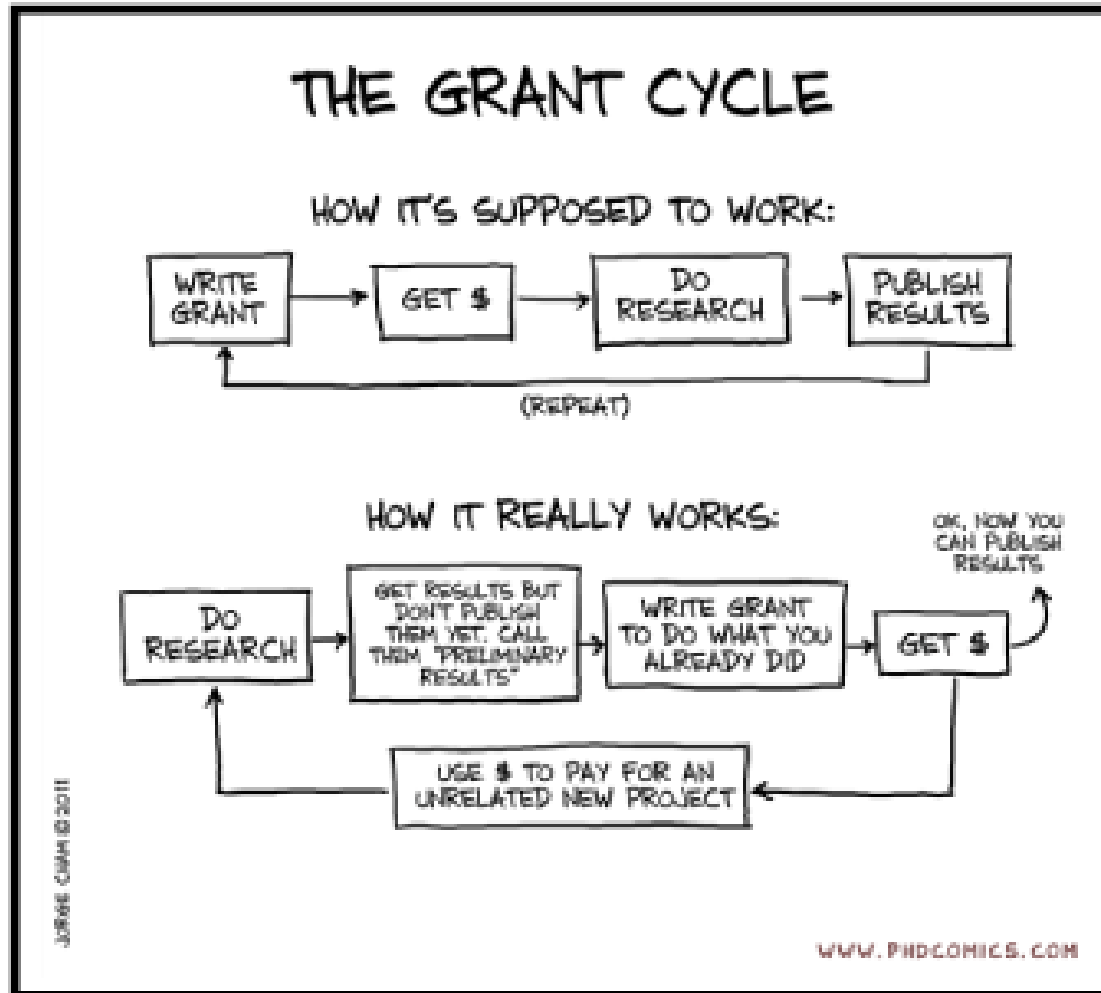 THE GRANT CYCLE
HOW IT'S SUPPOSED TO WORK:
WRITE
GRANT
GET $
DO
RESEARCH
PUBLISH
RESULTS
(REPEAT)
HOW IT REALLY WORKS:
DO
RESEARCH
GET RESULTS BUT
DON'T PUBLISH
THEM YET. CALL
THEM "PRELIMINARY
RESULTS"
WRITE GRANT
TO DO WHAT YOU
ALREADY DID
GET $
OK, NOW YOU
CAN PUBLISH
RESULTS
USE $ TO PAY FOR AN
UNRELATED NEW PROJECT
JORGE CHAM © 2011
WWW.PHDCOMICS.COM